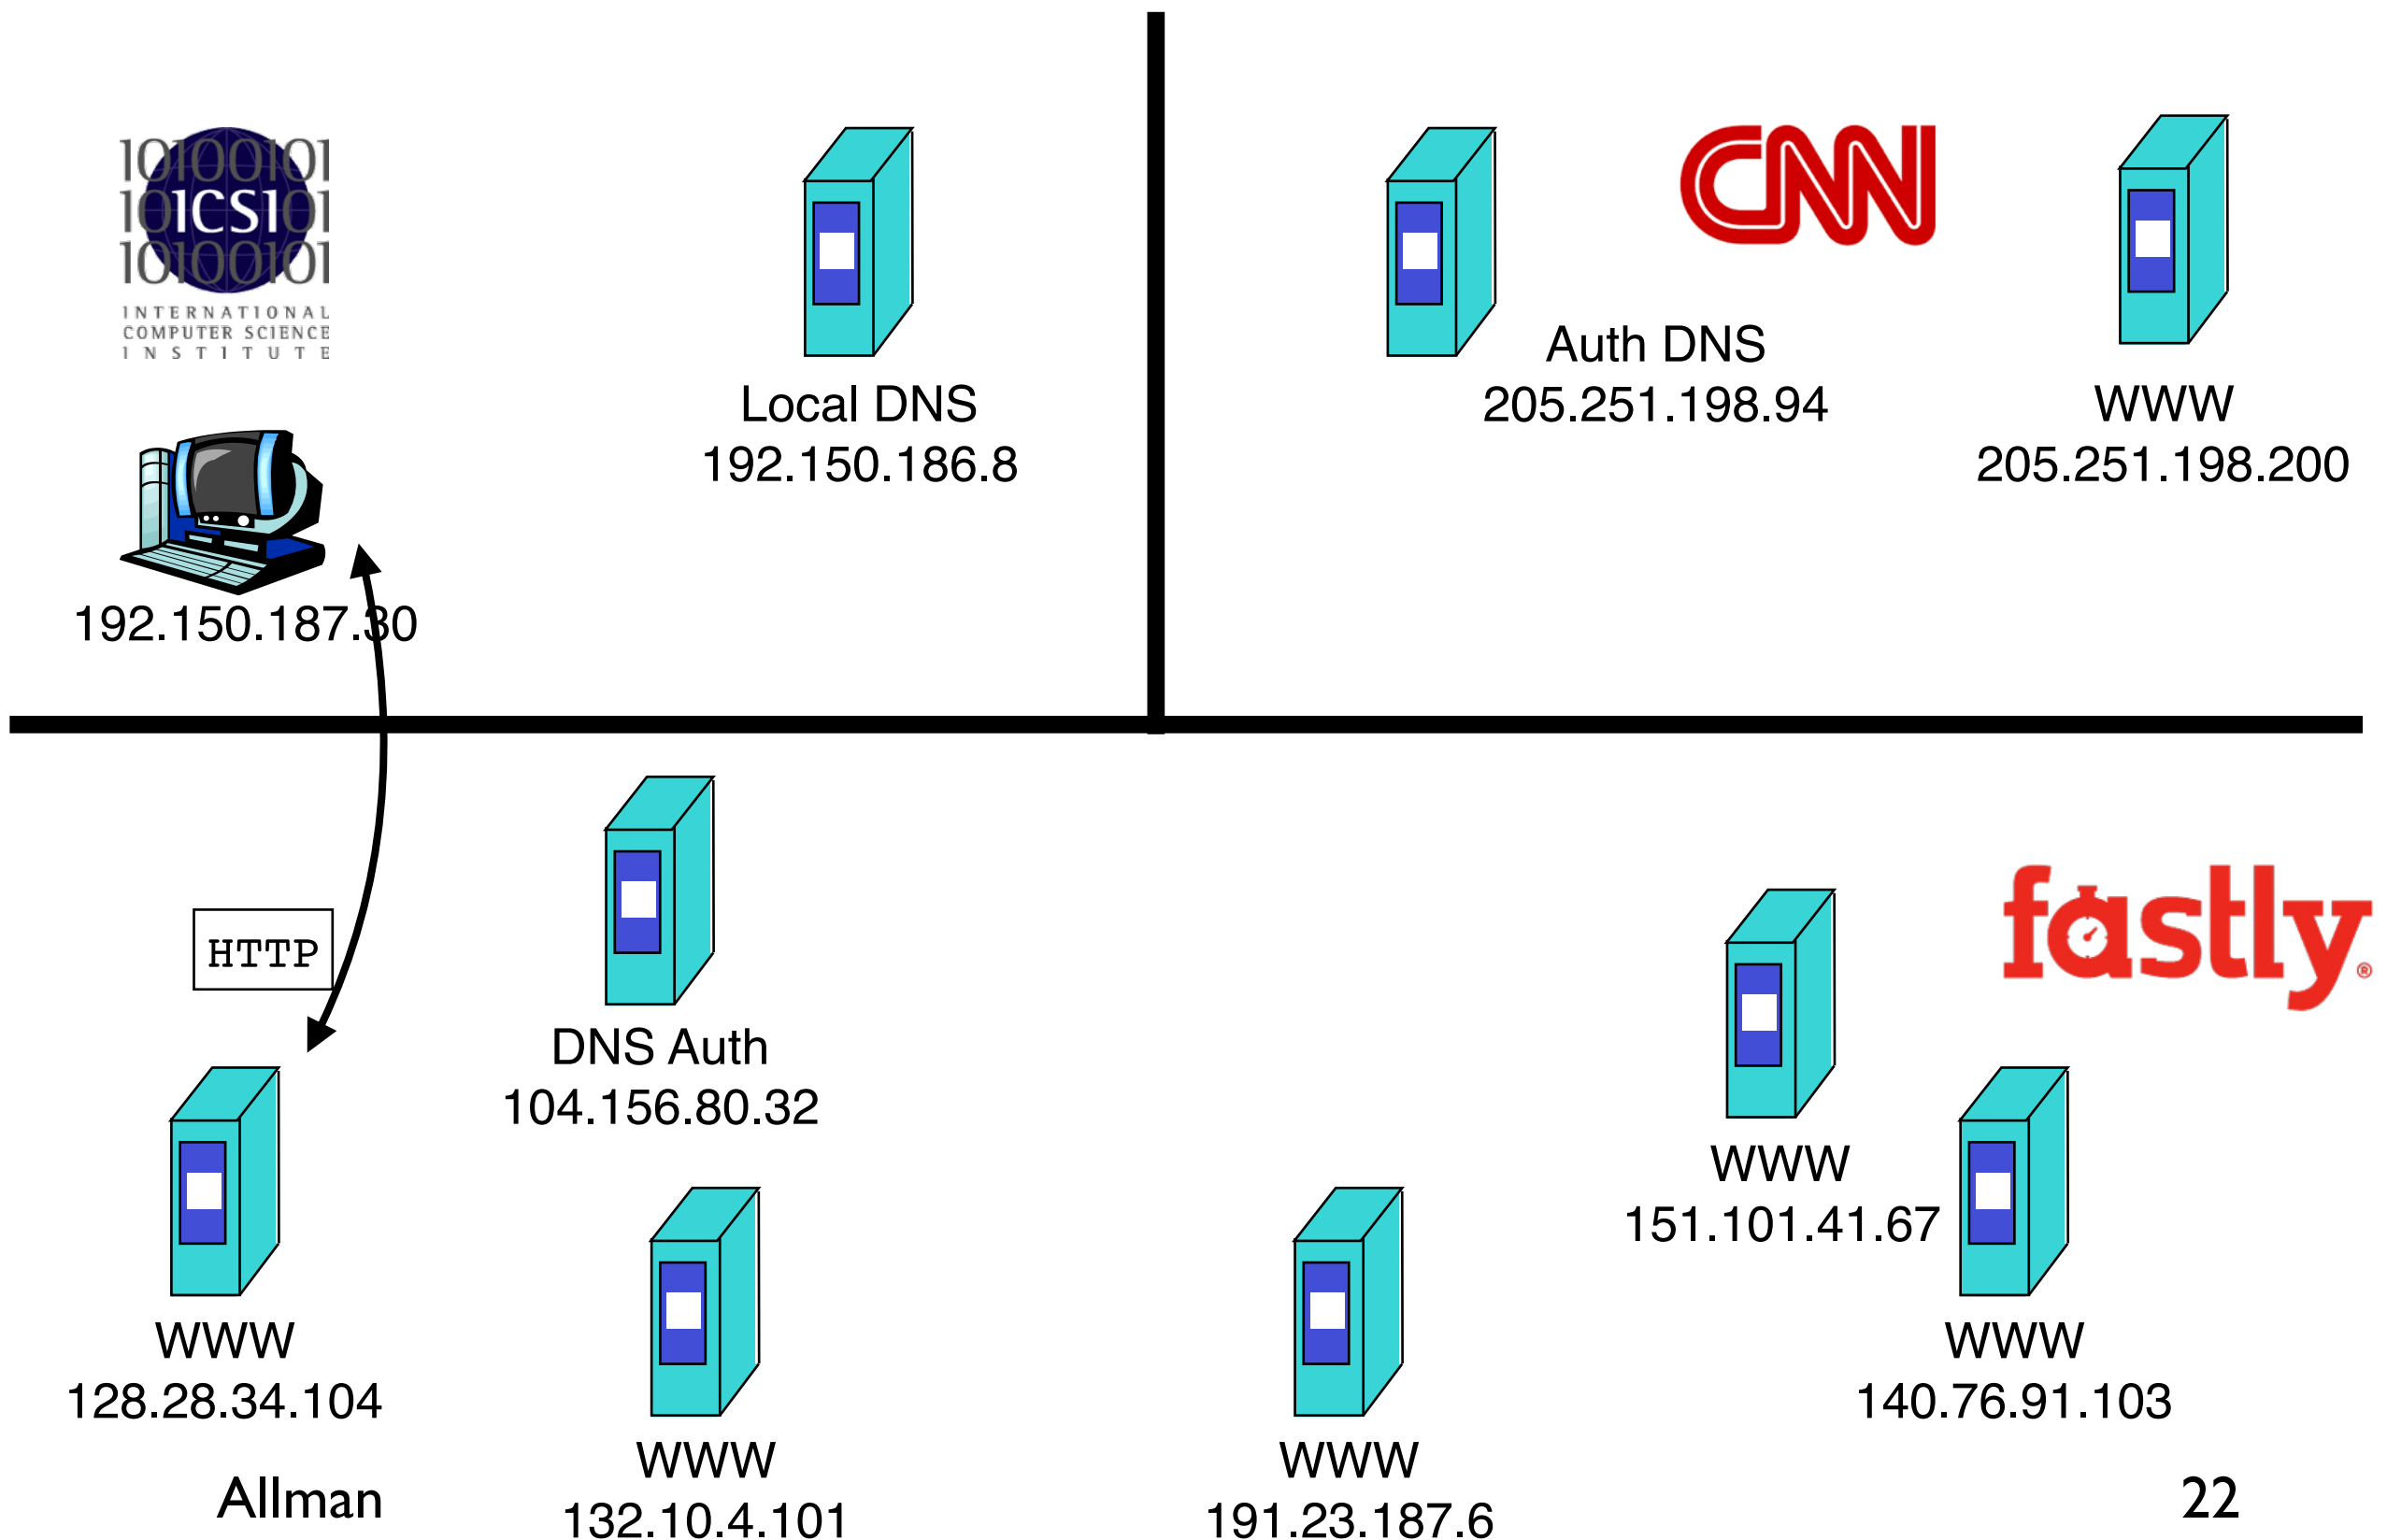 10100101
10 ICSI 01
10100101
INTERNATIONAL
COMPUTER SCIENCE
INSTITUTE
192.150.187.30
Local DNS
192.150.186.8
CNN
Auth DNS
205.251.198.94
WWW
205.251.198.200
HTTP
DNS Auth
104.156.80.32
fastly®
WWW
151.101.41.67
WWW
128.28.34.104
WWW
140.76.91.103
WWW
132.10.4.101
WWW
191.23.187.6
Allman
22